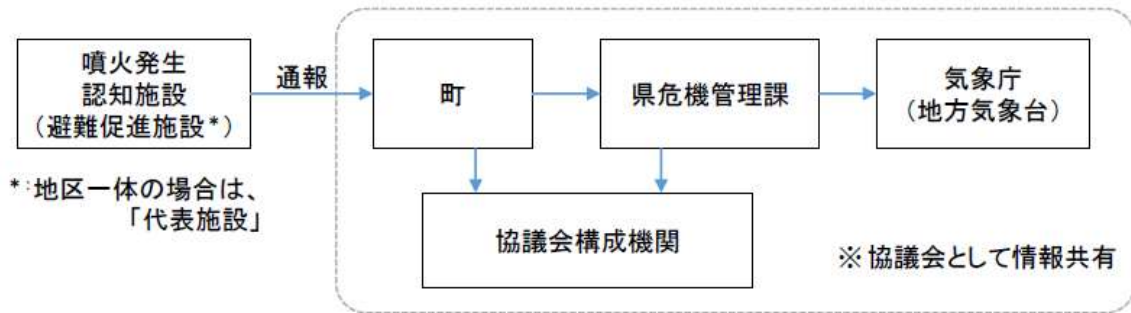 噴火発生
認知施設
（避難促進施設*）
通報
町
県危機管理課
気象庁
（地方気象台）
*：地区一体の場合は、
「代表施設」
協議会構成機関
※協議会として情報共有